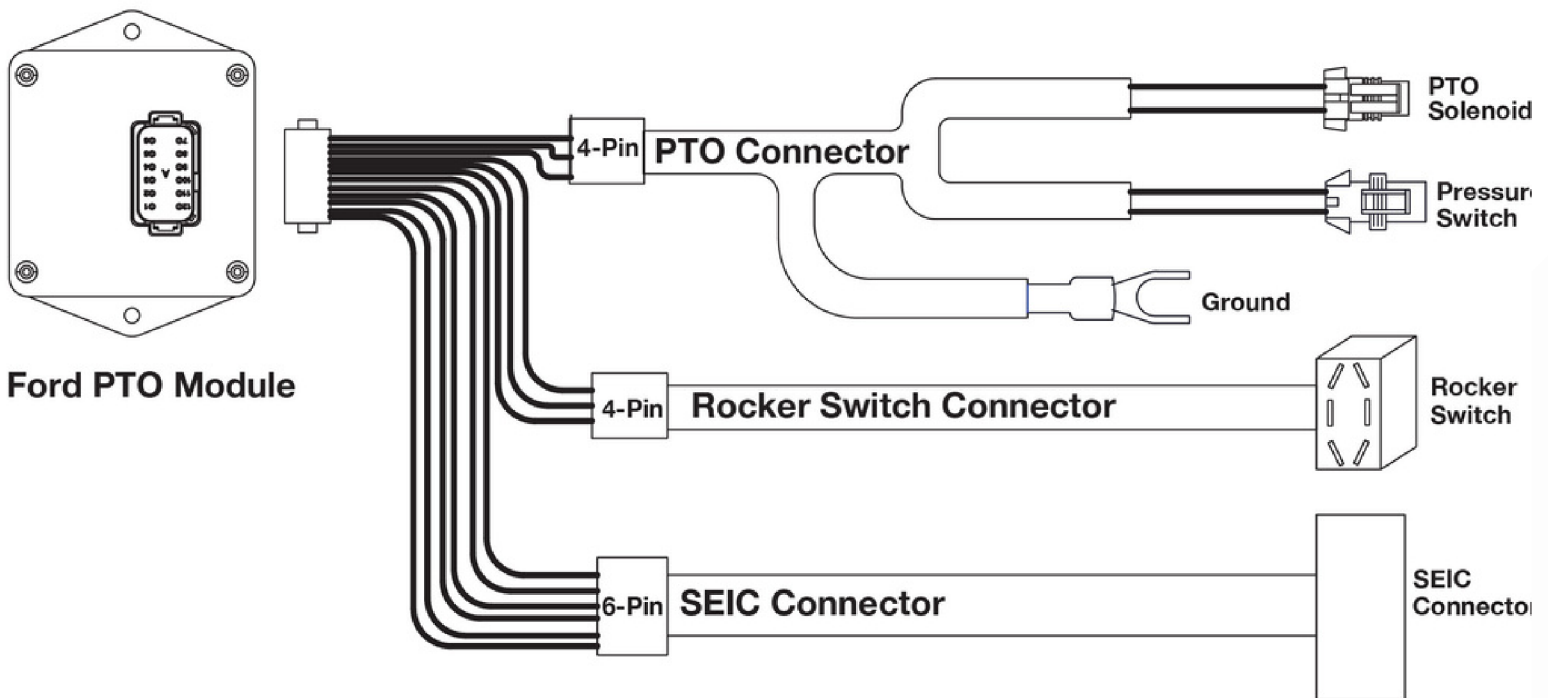 PTO
Solenoid
4-Pin
PTO Connector
Pressur
Switch
Ground
Ford PTO Module
4-Pin
Rocker Switch Connector
Rocker
Switch
6-Pin
SEIC Connector
SEIC
Connector
A